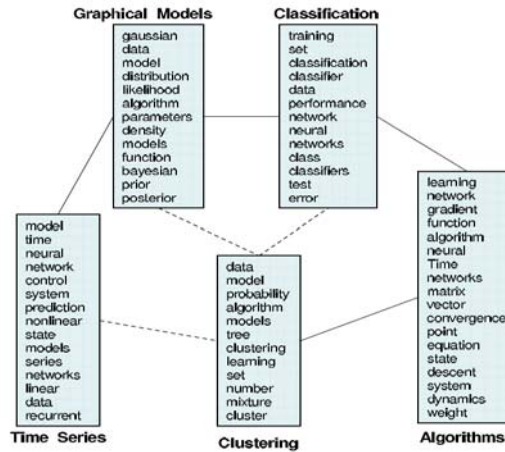 Graphical Models
gaussian
data
model
distribution
likelihood
algorithm
parameters
density
models
function
bayesian
prior
posterior
Classification
training
set
classification
classifier
data
performance
network
neural
networks
class
classifiers
test
error
model
time
neural
network
control
system
prediction
nonlinear
state
models
series
networks
linear
data
recurrent
Time Series
data
model
probability
algorithm
models
tree
clustering
learning
set
number
mixture
cluster
Clustering
learning
network
gradient
function
algorithm
neural
Time
networks
matrix
vector
convergence
point
equation
state
descent
system
dynamics
weight
Algorithms